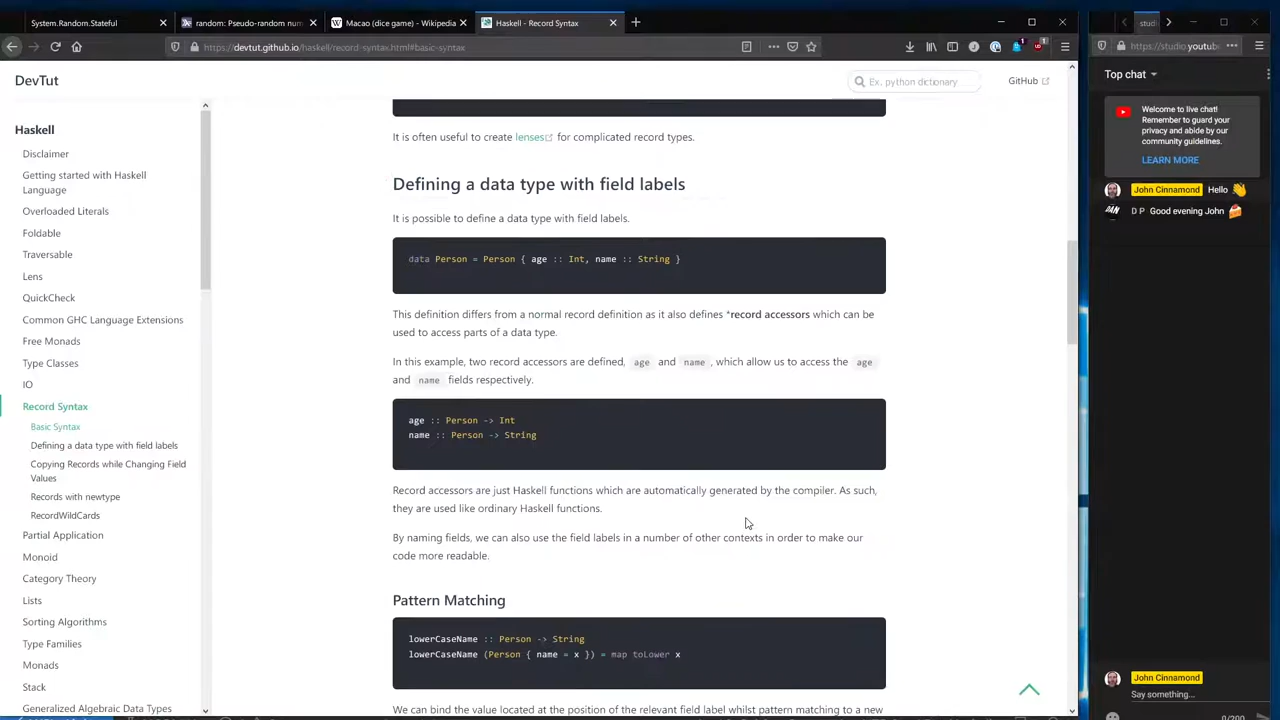 System.Random.Stateful
random: Pseudo-random num
Macao (dice game) - Wikipedia
Haskell - Record Syntax
studi
https://devtut.github.io/haskell/record-syntax.html#basic-syntax
https://studio.youtub
DevTut
Ex. python dictionary
GitHub
Haskell
Disclaimer
Getting started with Haskell
Language
Overloaded Literals
Foldable
Traversable
Lens
QuickCheck
Common GHC Language Extensions
Free Monads
Type Classes
IO
Record Syntax
Basic Syntax
Defining a data type with field labels
Copying Records while Changing Field
Values
Records with newtype
RecordWildCards
Partial Application
Monoid
Category Theory
Lists
Sorting Algorithms
Type Families
Monads
Stack
Generalized Algebraic Data Types
It is often useful to create lenses for complicated record types.
Defining a data type with field labels
It is possible to define a data type with field labels.
data Person = Person { age :: Int, name :: String }
This definition differs from a normal record definition as it also defines *record accessors which can be
used to access parts of a data type.
In this example, two record accessors are defined, age and name, which allow us to access the age
and name fields respectively.
age :: Person -> Int
name :: Person -> String
Record accessors are just Haskell functions which are automatically generated by the compiler. As such,
they are used like ordinary Haskell functions.
By naming fields, we can also use the field labels in a number of other contexts in order to make our
code more readable.
Pattern Matching
lowerCaseName :: Person -> String
lowerCaseName (Person { name = x }) = map toLower x
We can bind the value located at the position of the relevant field label whilst pattern matching to a new
Top chat
Welcome to live chat!
Remember to guard your
privacy and abide by our
community guidelines.
LEARN MORE
John Cinnamond Hello 👋
D P Good evening John 🍰
John Cinnamond
Say something...
0/200